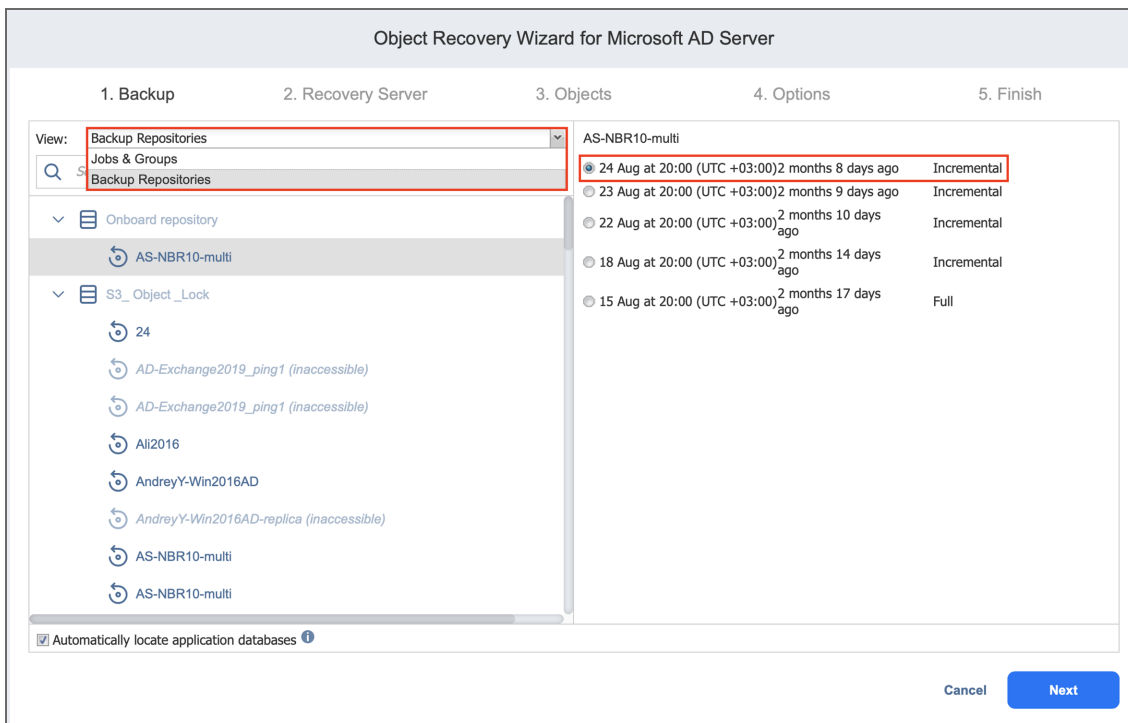 Object Recovery Wizard for Microsoft AD Server
1. Backup 2. Recovery Server 3. Objects 4. Options 5. Finish
View: Backup Repositories
Jobs & Groups
Backup Repositories
Onboard repository
AS-NBR10-multi
S3_ Object _Lock
24
AD-Exchange2019_ping1 (inaccessible)
AD-Exchange2019_ping1 (inaccessible)
Ali2016
AndreyY-Win2016AD
AndreyY-Win2016AD-replica (inaccessible)
AS-NBR10-multi
AS-NBR10-multi
Automatically locate application databases
AS-NBR10-multi
24 Aug at 20:00 (UTC +03:00) 2 months 8 days ago Incremental
23 Aug at 20:00 (UTC +03:00) 2 months 9 days ago Incremental
22 Aug at 20:00 (UTC +03:00) 2 months 10 days
ago Incremental
18 Aug at 20:00 (UTC +03:00) 2 months 14 days
ago Incremental
15 Aug at 20:00 (UTC +03:00) 2 months 17 days
ago Full
Cancel Next